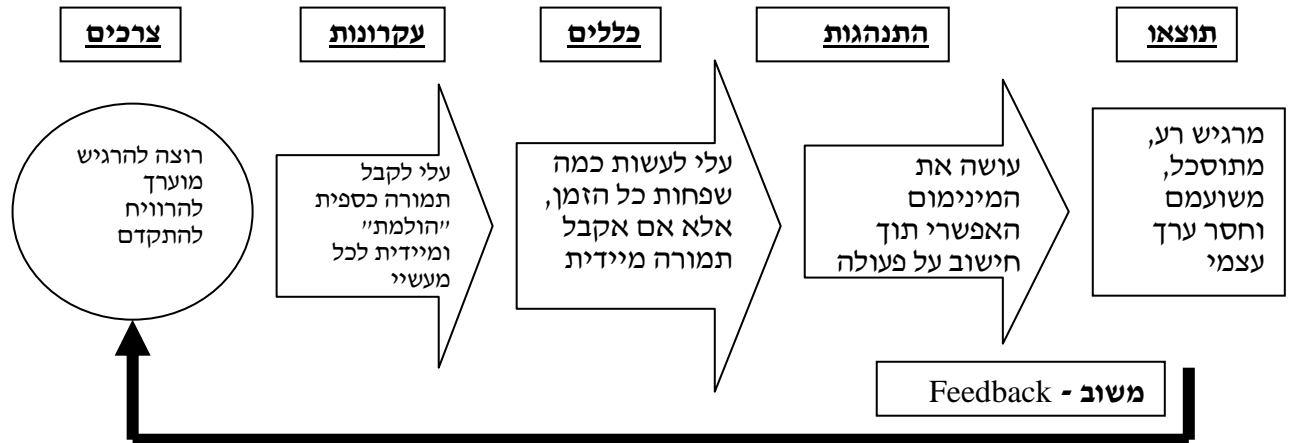 צרכים
עקרונות
כללים
התנהגות
תוצאו
רוצה להרגיש
מוערך
להרוויח
להתקדם
עלי לקבל
תמורה כספית
"הולמת"
ומיידית לכל
מעשיי
עלי לעשות כמה
שפחות כל הזמן,
אלא אם אקבל
תמורה מיידית
עושה את
המינימום
האפשרי תוך
חישוב על פעולה
מרגיש רע,
מתוסכל,
משועמם
וחסר ערך
עצמי
משוב - Feedback